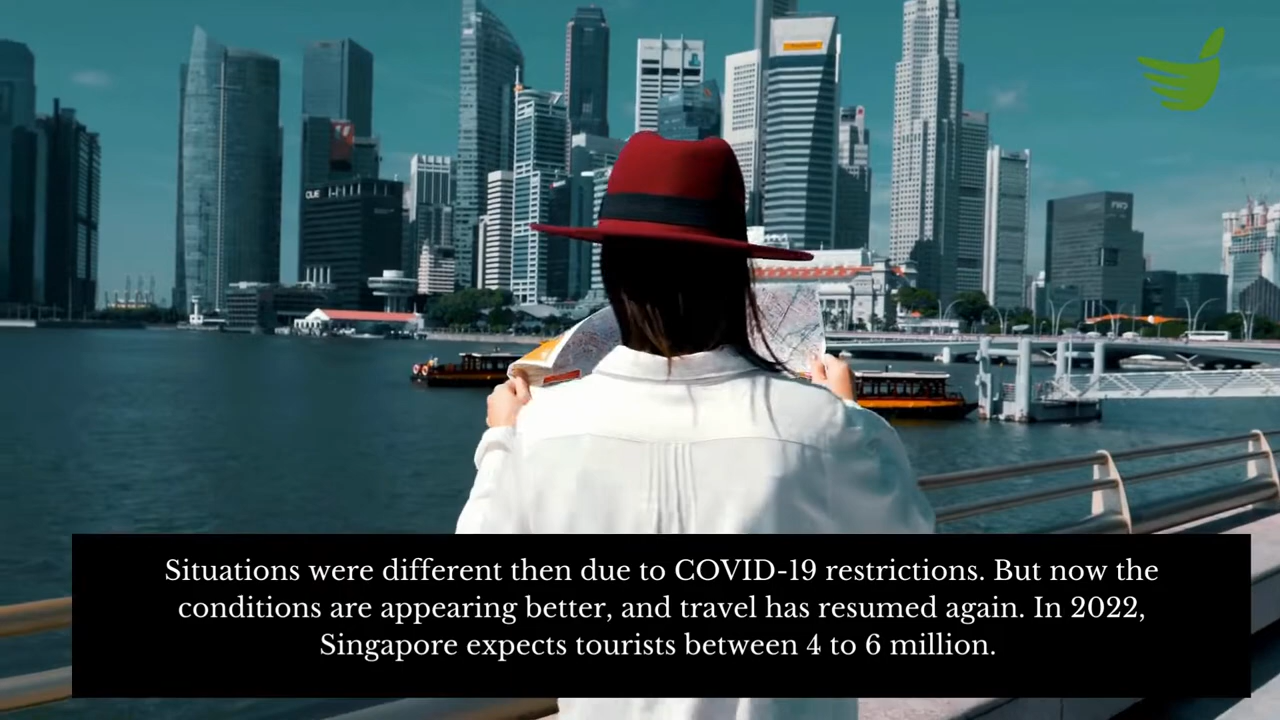 OUE
FWD
Situations were different then due to COVID-19 restrictions. But now the
conditions are appearing better, and travel has resumed again. In 2022,
Singapore expects tourists between 4 to 6 million.